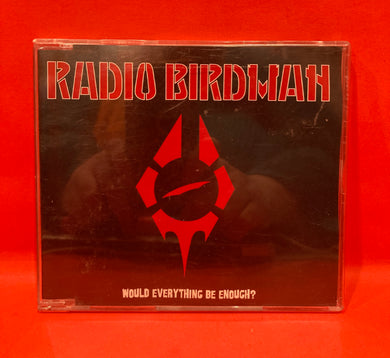 RADIO BIRDMAN
WOULD EVERYTHING BE ENOUGH?